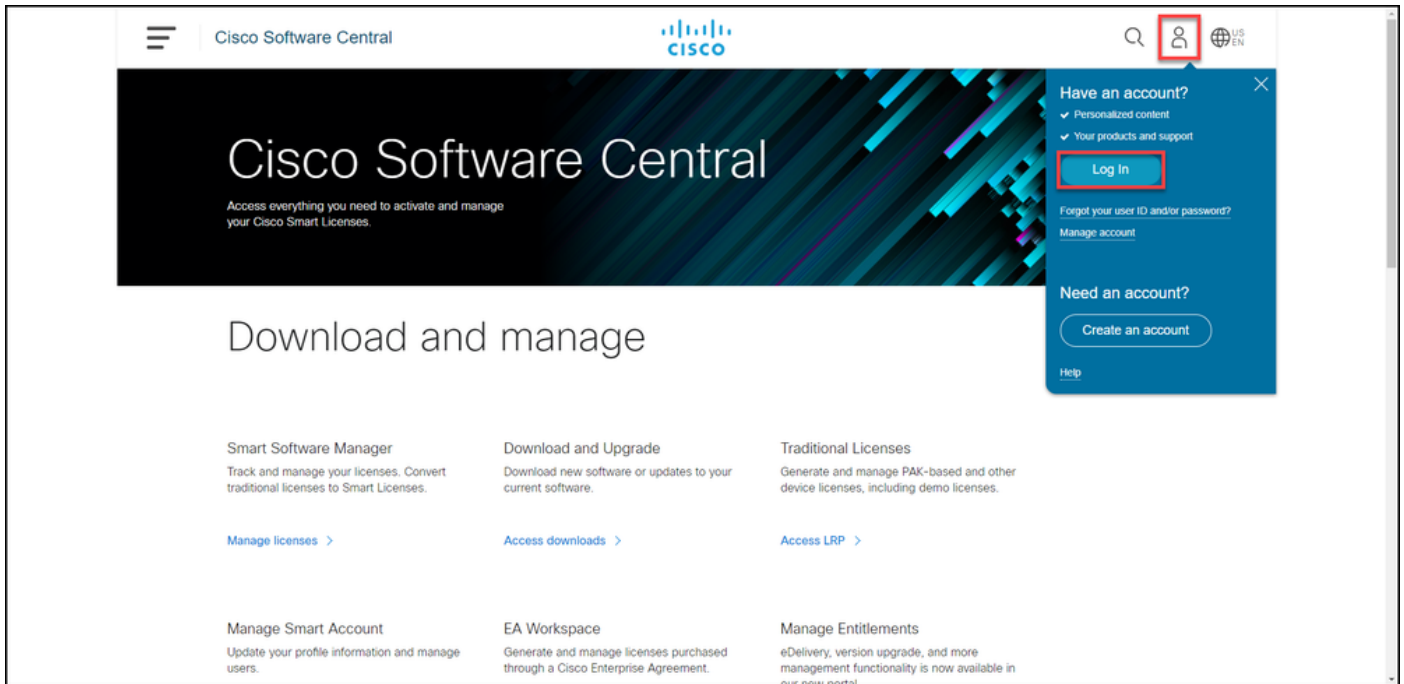 Cisco Software Central
CISCO
US
EN
Have an account?
Personalized content
Your products and support
Log In
Forgot your user ID and/or password?
Manage account
Need an account?
Create an account
Help
Cisco Software Central
Access everything you need to activate and manage
your Cisco Smart Licenses.
Download and manage
Smart Software Manager
Track and manage your licenses. Convert
traditional licenses to Smart Licenses.
Manage licenses
Download and Upgrade
Download new software or updates to your
current software.
Access downloads
Traditional Licenses
Generate and manage PAK-based and other
device licenses, including demo licenses.
Access LRP
Manage Smart Account
Update your profile information and manage
users.
EA Workspace
Generate and manage licenses purchased
through a Cisco Enterprise Agreement.
Manage Entitlements
eDelivery, version upgrade, and more
management functionality is now available in
our new portal